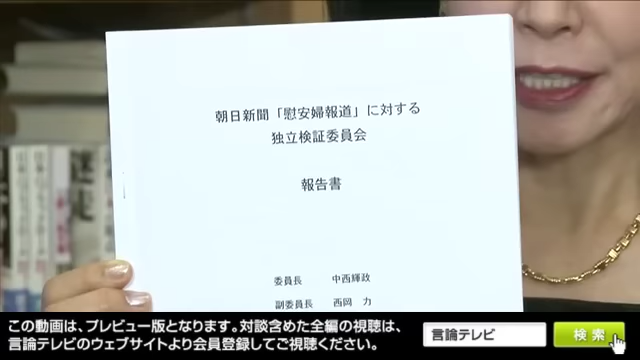 朝日新聞「慰安婦報道」に対する
独立検証委員会
報告書
委員長 中西輝政
副委員長 西岡 力
迷走
この動画は、プレビュー版となります。対談含めた全編の視聴は、
言論テレビのウェブサイトより会員登録してご視聴ください。
言論テレビ
検索